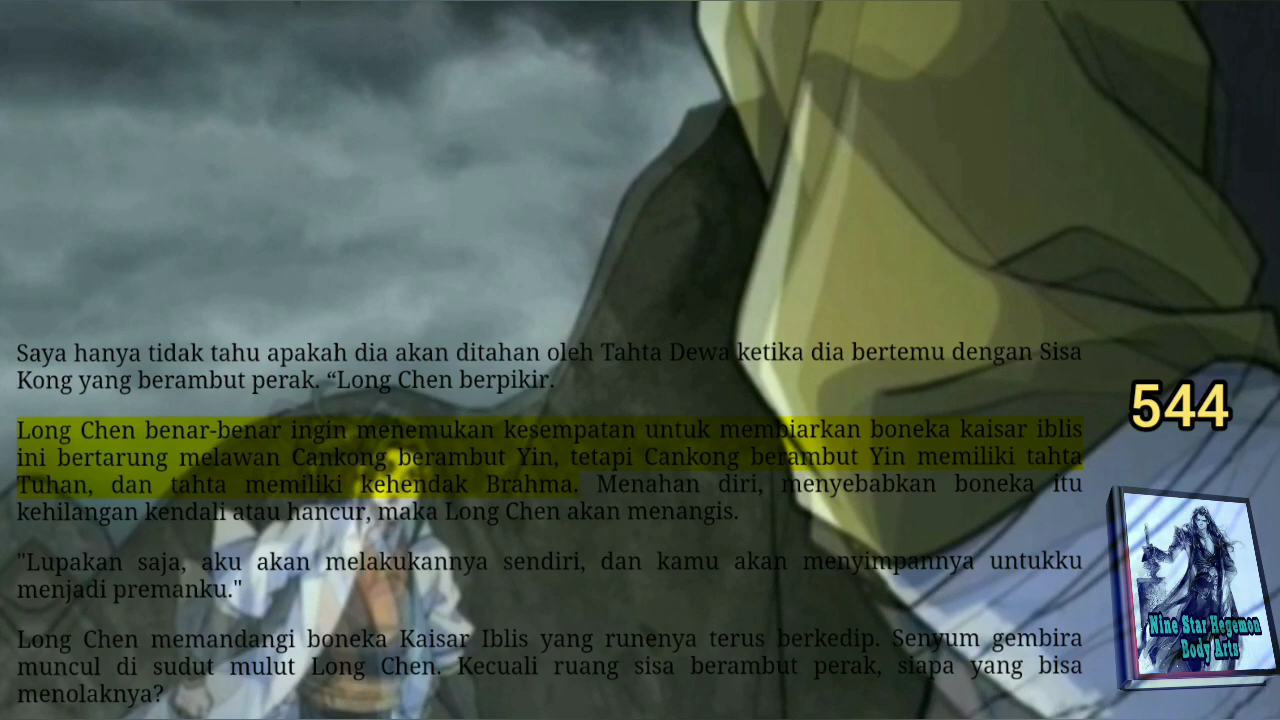 Saya hanya tidak tahu apakah dia akan ditahan oleh Tahta Dewa ketika dia bertemu dengan Sisa
Kong yang berambut perak. “Long Chen berpikir.
Long Chen benar-benar ingin menemukan kesempatan untuk membiarkan boneka kaisar iblis
ini bertarung melawan Cankong berambut Yin, tetapi Cankong berambut Yin memiliki tahta
Tuhan, dan tahta memiliki kehendak Brahma. Menahan diri, menyebabkan boneka itu
kehilangan kendali atau hancur, maka Long Chen akan menangis.
"Lupakan saja, aku akan melakukannya sendiri, dan kamu akan menyimpannya untukku
menjadi premanku."
Long Chen memandangi boneka Kaisar Iblis yang runenya terus berkedip. Senyum gembira
muncul di sudut mulut Long Chen. Kecuali ruang sisa berambut perak, siapa yang bisa
menolaknya?
544
Nine Star Hegemon
Body Arts